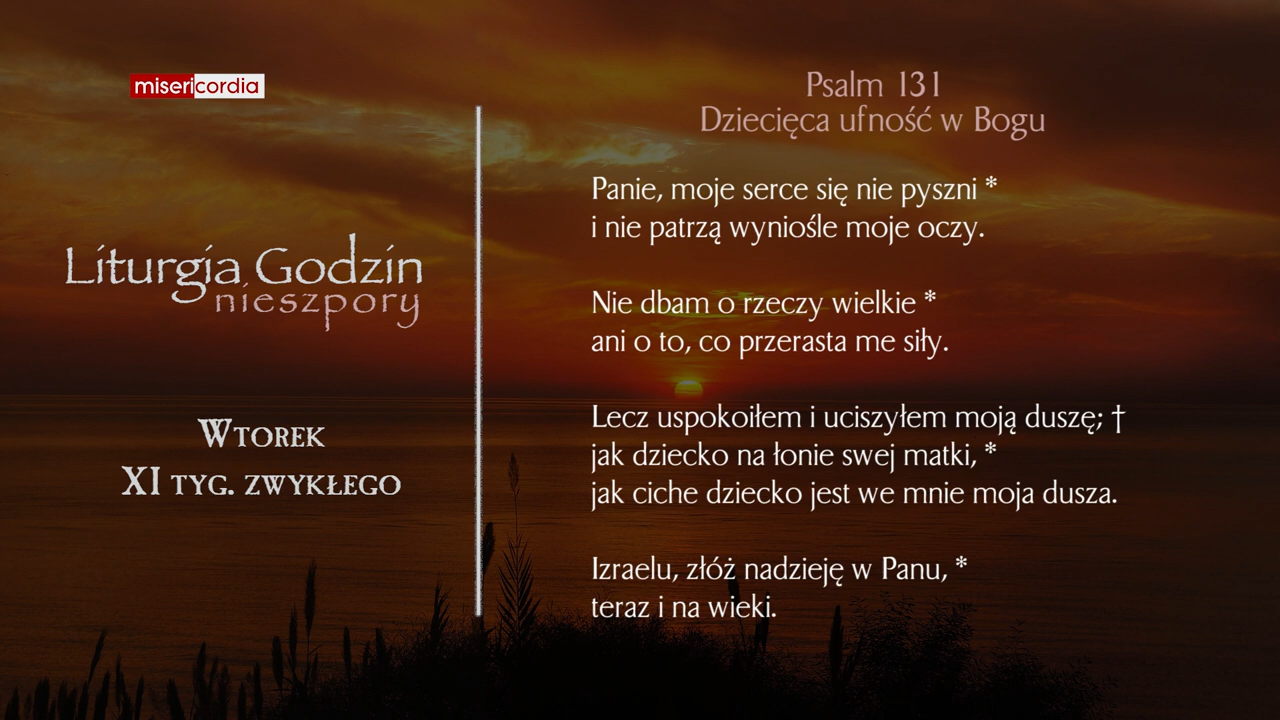 misericordia
Liturgia Godzin
nieszpory
Wtorek
XI tyg. zwykłego
Psalm 131
Dziecięca ufność w Bogu
Panie, moje serce się nie pyszni *
i nie patrzą wyniośle moje oczy.
Nie dbam o rzeczy wielkie *
ani o to, co przerasta me siły.
Lecz uspokoiłem i uciszyłem moją duszę; †
jak dziecko na łonie swej matki, *
jak ciche dziecko jest we mnie moja dusza.
Izraelu, złóż nadzieję w Panu, *
teraz i na wieki.